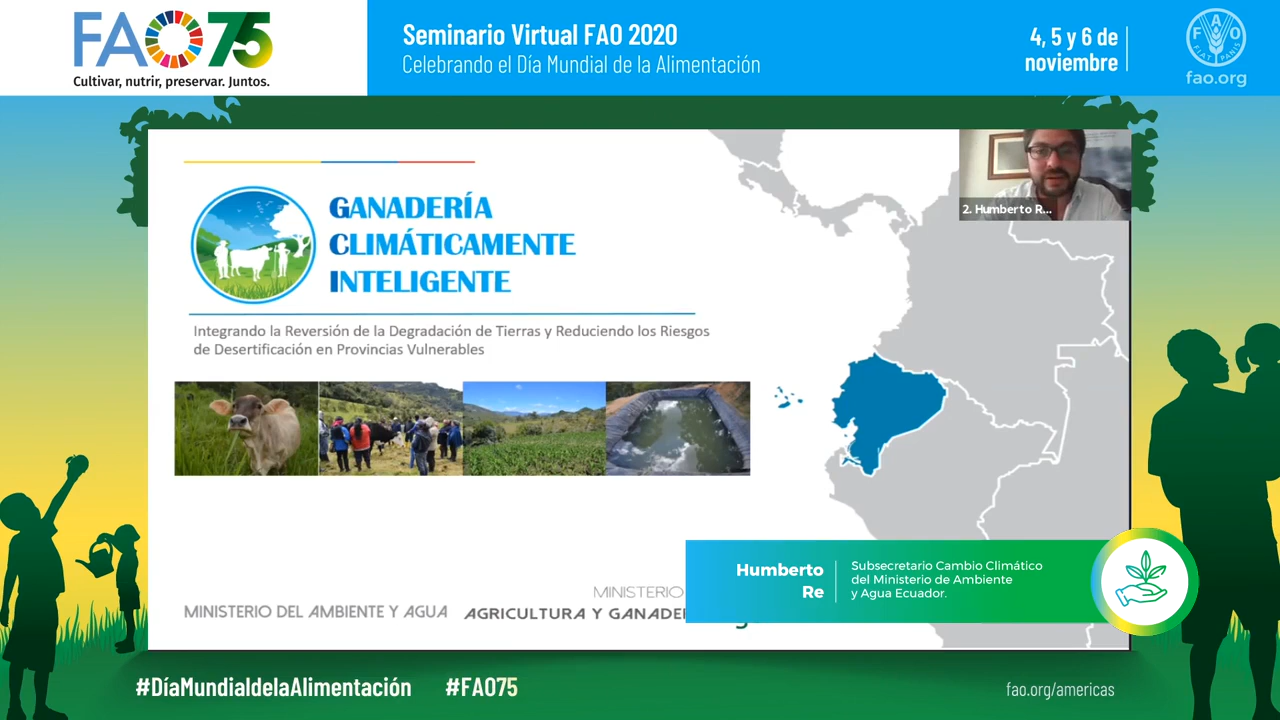 FAO75
Cultivar, nutrir, preservar. Juntos.
Seminario Virtual FAO 2020
Celebrando el Día Mundial de la Alimentación
4, 5 y 6 de
noviembre
FAO
FIAT PANIS
fao.org
2. Humberto R...
GANADERÍA
CLIMÁTICAMENTE
INTELIGENTE
Integrando la Reversión de la Degradación de Tierras y Reduciendo los Riesgos
de Desertificación en Provincias Vulnerables
MINISTERIO DEL AMBIENTE Y AGUA
MINISTERIO
AGRICULTURA Y GANADE
Humberto
Re
Subsecretario Cambio Climático
del Ministerio de Ambiente
y Agua Ecuador.
#DíaMundialdelaAlimentación
#FAO75
fao.org/americas